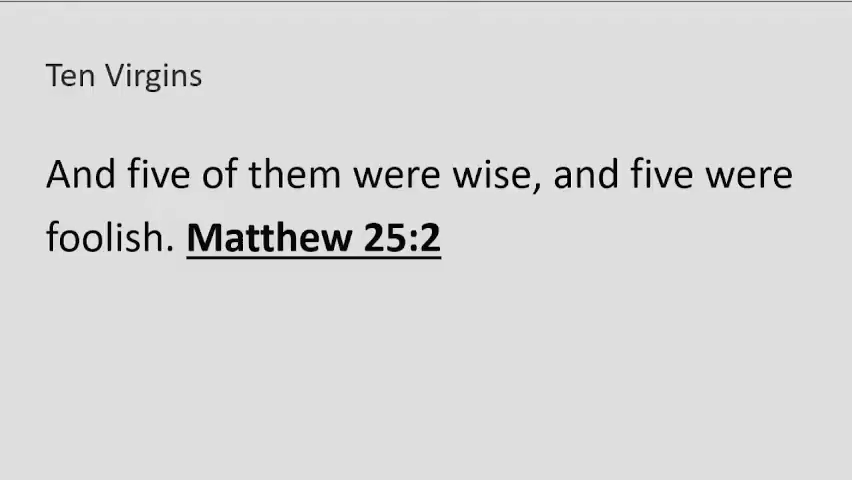 Ten Virgins
And five of them were wise, and five were
foolish. Matthew 25:2